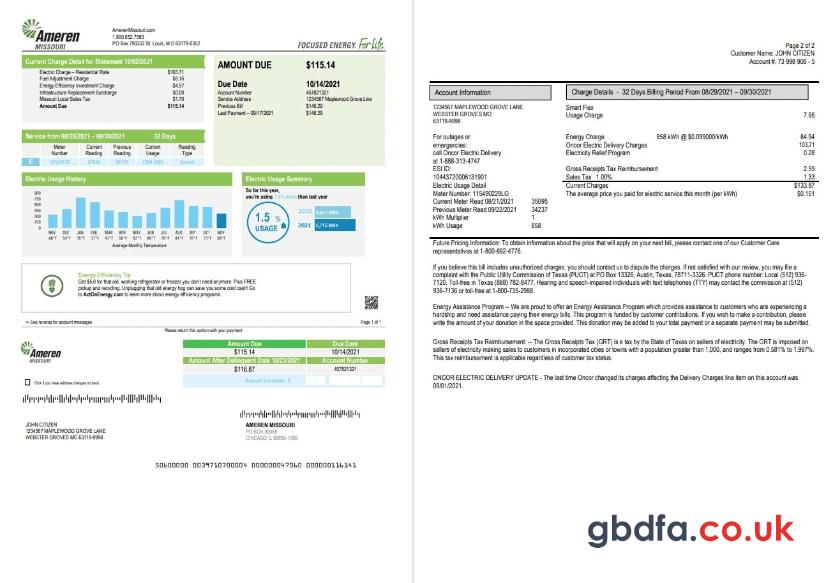 Ameren
MISSOURI
AmerenMissouri.com
1.800.552.7583
PO Box 790352 St. Louis, M O 63179-0352
FOCUSED ENERGY. For life.
Current Charge Detail for Statement 10/02/2021
Electric Charge – Residential Rate $103.71
Fuel Adjustment Charge $5.16
Energy Efficiency Investment Charge $4.57
Infrastructure Replacement Surcharge $0.00
Missouri Local Sales Tax $1.70
Amount Due $115.14
AMOUNT DUE $115.14
Due Date 10/14/2021
Account Number 457821321
Service Address 1234567 Maplewood Grove Lane
Previous Bill $146.29
Last Payment – 09/17/2021 $146.29
Service from 08/29/2021 – 09/30/2021 32 Days
Meter Number
Current Reading
Previous Reading
Current Usage
Reading Type
E
Actual
Electric Usage History
800
700
600
500
400
300
200
100
0
NOV DEC JAN FEB MAR APR MAY JUN JUL AUG SEP OCT NOV
Average Monthly Temperature
Electric Usage Summary
So far this year,
you're using less than last year
1.5 %
USAGE
2020
2021 6,715 kWh
Energy Efficiency Tip
Get $5.0 for that old, working refrigerator or freezer you don't need anymore. Plus FREE
pickup and recycling. Unplugging that old energy hog can save you some cool cash! Go
to ActOnEnergy.com to learn more about energy efficiency programs.
>> See reverse for account messages
Page 1 of 1
Please return this portion with your payment
Ameren
MISSOURI
Amount Due Due Date
$115.14 10/14/2021
Amount After Delinquent Date 10/23/2021 Account Number
$116.87 457821321
Amount Enclosed $
Click if you have address changes on back.
JOHN CITIZEN
1234567 MAPLEWOOD GROVE LANE
WEBSTER GROVES MO 63119-9998
AMEREN MISSOURI
PO BOX 88068
CHICAGO IL 60680-1068
50600000 0039710700004 000000047060 000000116141
Page 2 of 2
Customer Name: JOHN CITIZEN
Account #: 73 998 908 - 5
Account Information
1234567 MAPLEWOOD GROVE LANE
WEBSTER GROVES MO
63119-9998
For outages or
emergencies:
call Oncor Electric Delivery
at 1-888-313-4747
ESI ID:
10443720006131901
Electric Usage Detail
Meter Number: 115490229LG
Current Meter Read 08/21/2021 35095
Previous Meter Read 09/22/2021 34237
kWh Multiplier 1
kWh Usage 858
Charge Details - 32 Days Billing Period From 08/29/2021 – 09/30/2021
Smart Flex
Usage Charge 7.95
Energy Charge 858 kWh @ $0.099000/kWh 84.94
Oncor Electric Delivery Charges 103.71
Electricity Relief Program 0.28
Gross Receipts Tax Reimbursement 2.59
Sales Tax 1.00% 1.33
Current Charges $133.87
The average price you paid for electric service this month (per kWh) $0.151
Future Pricing Information: To obtain information about the price that will apply on your next bill, please contact one of our Customer Care
representatives at 1-800-692-4776.
If you believe this bill includes unauthorized charges, you should contact us to dispute the charges. If not satisfied with our review, you may file a
complaint with the Public Utility Commission of Texas (PUCT) at PO Box 13326, Austin, Texas, 78711-3326. PUCT phone number: Local (512) 936-
7120, Toll-free in Texas (888) 782-8477. Hearing and speech-impaired individuals with text telephones (TTY) may contact the commission at (512)
936-7136 or toll-free at 1-800-735-2988.
Energy Assistance Program – We are proud to offer an Energy Assistance Program which provides assistance to customers who are experiencing a
hardship and need assistance paying their energy bills. This program is funded by customer contributions. If you wish to make a contribution, please
write the amount of your donation in the space provided. This donation may be added to your total payment or a separate payment may be submitted.
Gross Receipts Tax Reimbursement: -- The Gross Receipts Tax (GRT) is a tax by the State of Texas on sellers of electricity. The GRT is imposed on
sellers of electricity making sales to customers in incorporated cities or towns with a population greater than 1,000, and ranges from 0.581% to 1.997%.
This tax reimbursement is applicable regardless of customer tax status.
ONCOR ELECTRIC DELIVERY UPDATE - The last time Oncor changed its charges affecting the Delivery Charges line item on this account was
09/01/2021.
gbdfa.co.uk